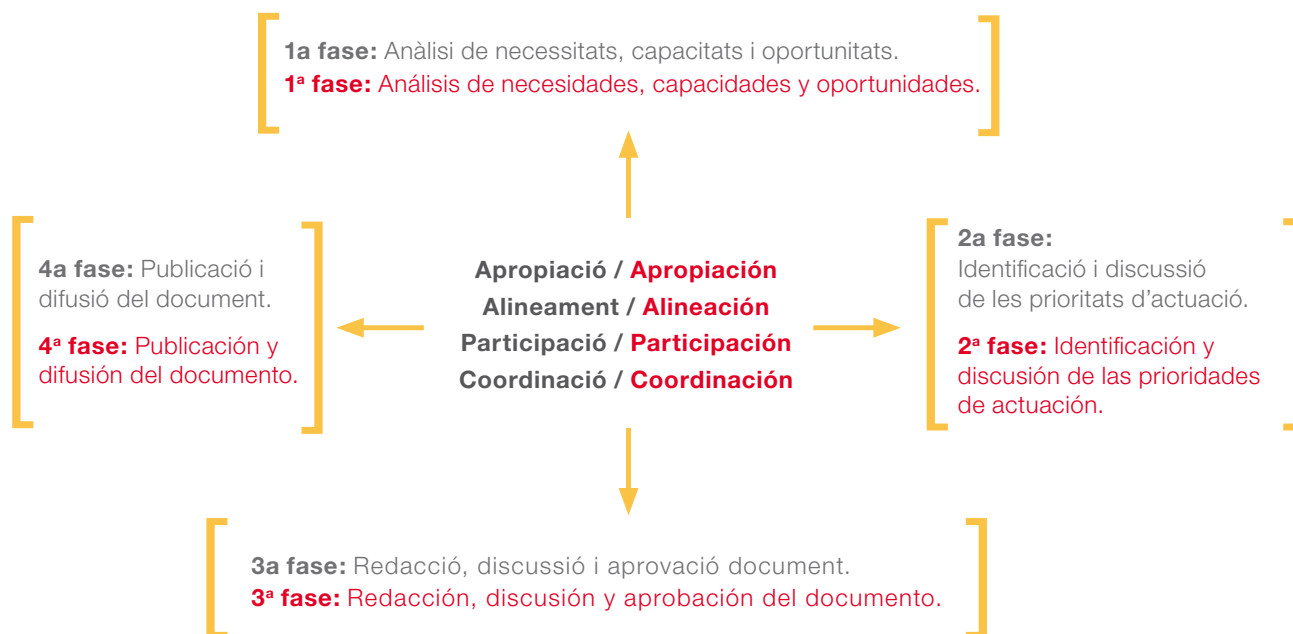 1a fase: Anàlisi de necessitats, capacitats i oportunitats.
1ª fase: Análisis de necesidades, capacidades y oportunidades.
4a fase: Publicació i
difusió del document.
4ª fase: Publicación y
difusión del documento.
Apropiació / Apropiación
Alineament / Alineación
Participació / Participación
Coordinació / Coordinación
2a fase:
Identificació i discussió
de les prioritats d’actuació.
2ª fase: Identificación y
discusión de las prioridades
de actuación.
3a fase: Redacció, discussió i aprovació document.
3ª fase: Redacción, discusión y aprobación del documento.